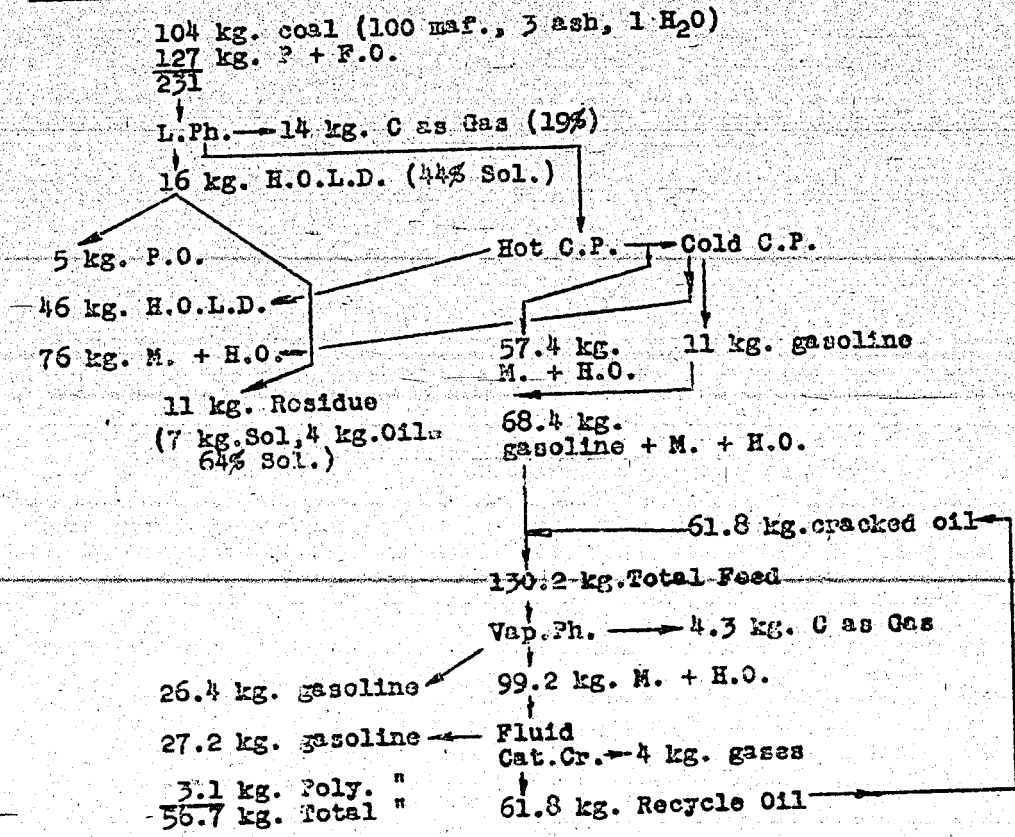 104 kg. coal (100 maf., 3 ash, 1 H2O)
127 kg. P + F.O.
231
L.Ph. 14 kg. C as Gas (19%)
16 kg. H.O.L.D. (44% Sol.)
Hot C.P. Cold C.P.
5 kg. P.O.
46 kg. H.O.L.D.
76 kg. M. + H.O.
57.4 kg.
M. + H.O.
11 kg. gasoline
11 kg. Rosidue
(7 kg.Sol,4 kg.Oil=
64% Sol.)
68.4 kg.
gasoline + M. + H.O.
61.8 kg.cracked oil
130.2 kg.Total Feed
Vap.Ph. 4.3 kg. C as Gas
26.4 kg. gasoline
99.2 kg. M. + H.O.
27.2 kg. gasoline
Fluid
Cat.Cr. 4 kg. gases
3.1 kg. Poly. "
56.7 kg. Total "
61.8 kg. Recycle Oil